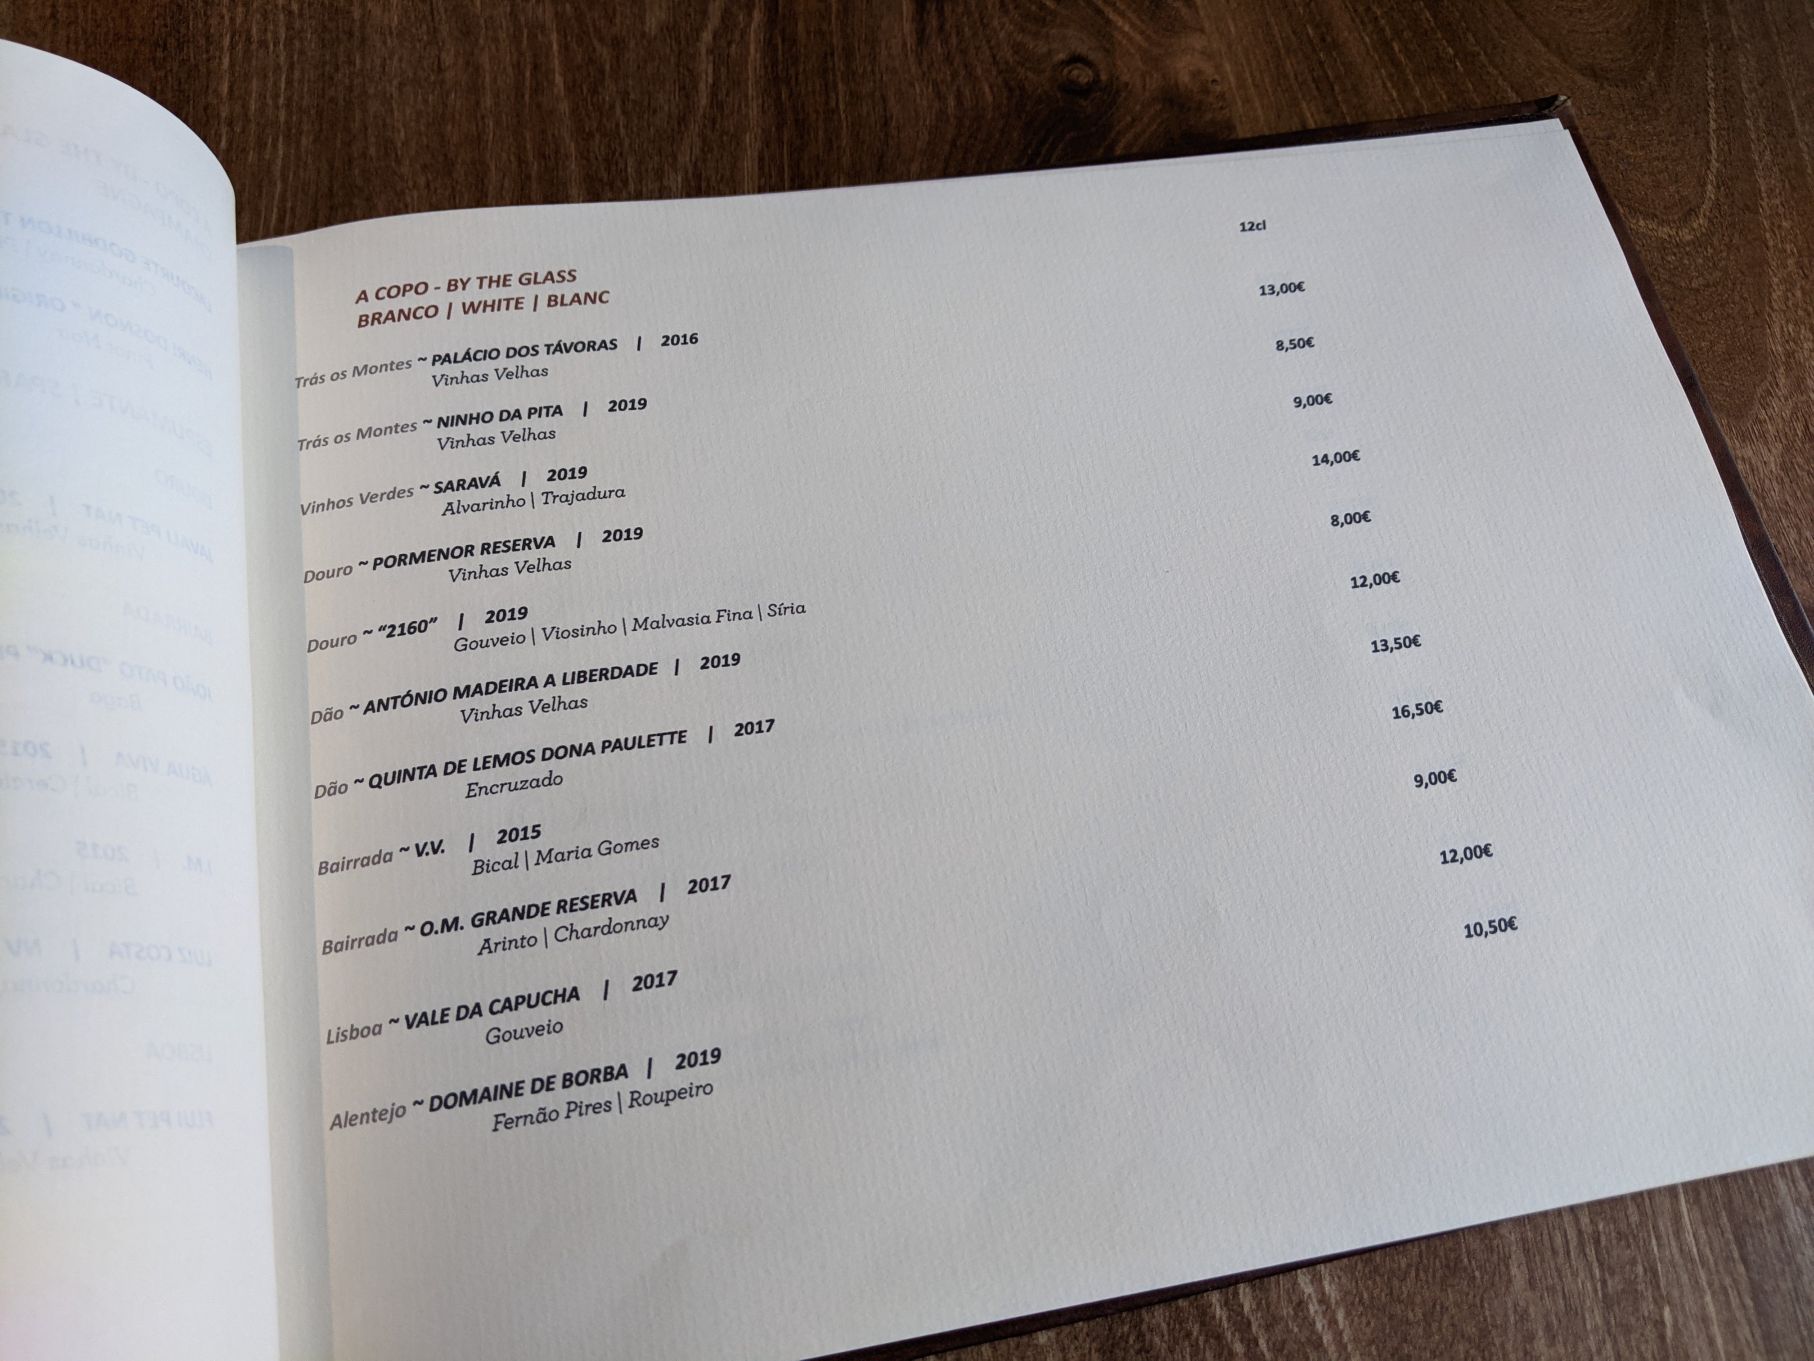 12cl
A COPO - BY THE GLASS
BRANCO | WHITE | BLANC
Trás os Montes ~ PALÁCIO DOS TÁVORAS | 2016 13,00€
Vinhas Velhas
Trás os Montes ~ NINHO DA PITA | 2019 8,50€
Vinhas Velhas
Vinhos Verdes ~ SARAVÁ | 2019 9,00€
Alvarinho | Trajadura
Douro ~ PORMENOR RESERVA | 2019 14,00€
Vinhas Velhas
Douro ~ "2160" | 2019 8,00€
Gouveio | Viosinho | Malvasia Fina | Síria
Dão ~ ANTÓNIO MADEIRA A LIBERDADE | 2019 12,00€
Vinhas Velhas
Dão ~ QUINTA DE LEMOS DONA PAULETTE | 2017 13,50€
Encruzado
Bairrada ~ V.V. | 2015 16,50€
Bical | Maria Gomes
Bairrada ~ O.M. GRANDE RESERVA | 2017 9,00€
Arinto | Chardonnay
Lisboa ~ VALE DA CAPUCHA | 2017 12,00€
Gouveio
Alentejo ~ DOMAINE DE BORBA | 2019 10,50€
Fernão Pires | Roupeiro